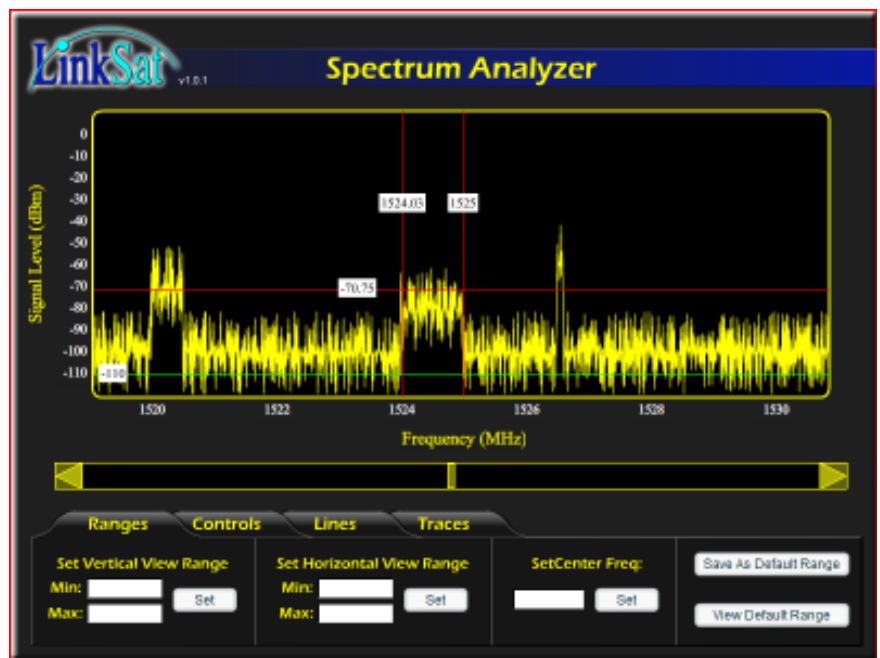 LinkSat
v1.0.1
Spectrum Analyzer
Signal Level (dBm)
0
-10
-20
-30
-40
-50
-60
-70
-80
-90
-100
-110
1524.03
1525
-70.75
-110
1520
1522
1524
1526
1528
1530
Frequency (MHz)
Ranges
Controls
Lines
Traces
Set Vertical View Range
Min:
Max:
Set
Set Horizontal View Range
Min:
Max:
Set
SetCenter Freq:
Set
Save As Default Range
View Default Range